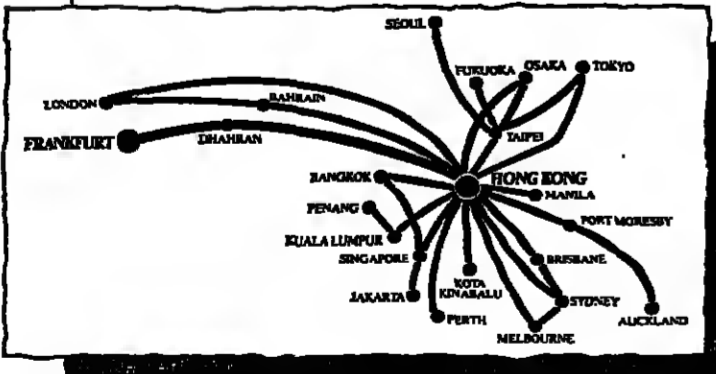 SEOUL
FUKUOKA
OSAKA
TOKYO
LONDON
BAHRAIN
FRANKFURT
DHAHRAN
TAIPEI
BANGKOK
HONG KONG
MANILA
PENANG
PORT MORESBY
KUALA LUMPUR
SINGAPORE
BRISBANE
JAKARTA
KOTA
KINABALU
SYDNEY
PERTH
AUCKLAND
MELBOURNE